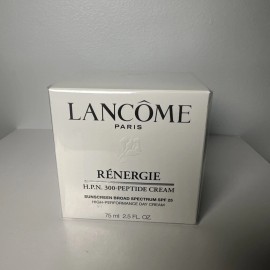 LANCÔME
PARIS
RÉNERGIE
H.P.N. 300-PEPTIDE CREAM
SUNSCREEN BROAD SPECTRUM SPF 25
HIGH-PERFORMANCE DAY CREAM
75 ml 2.5 FL. OZ.